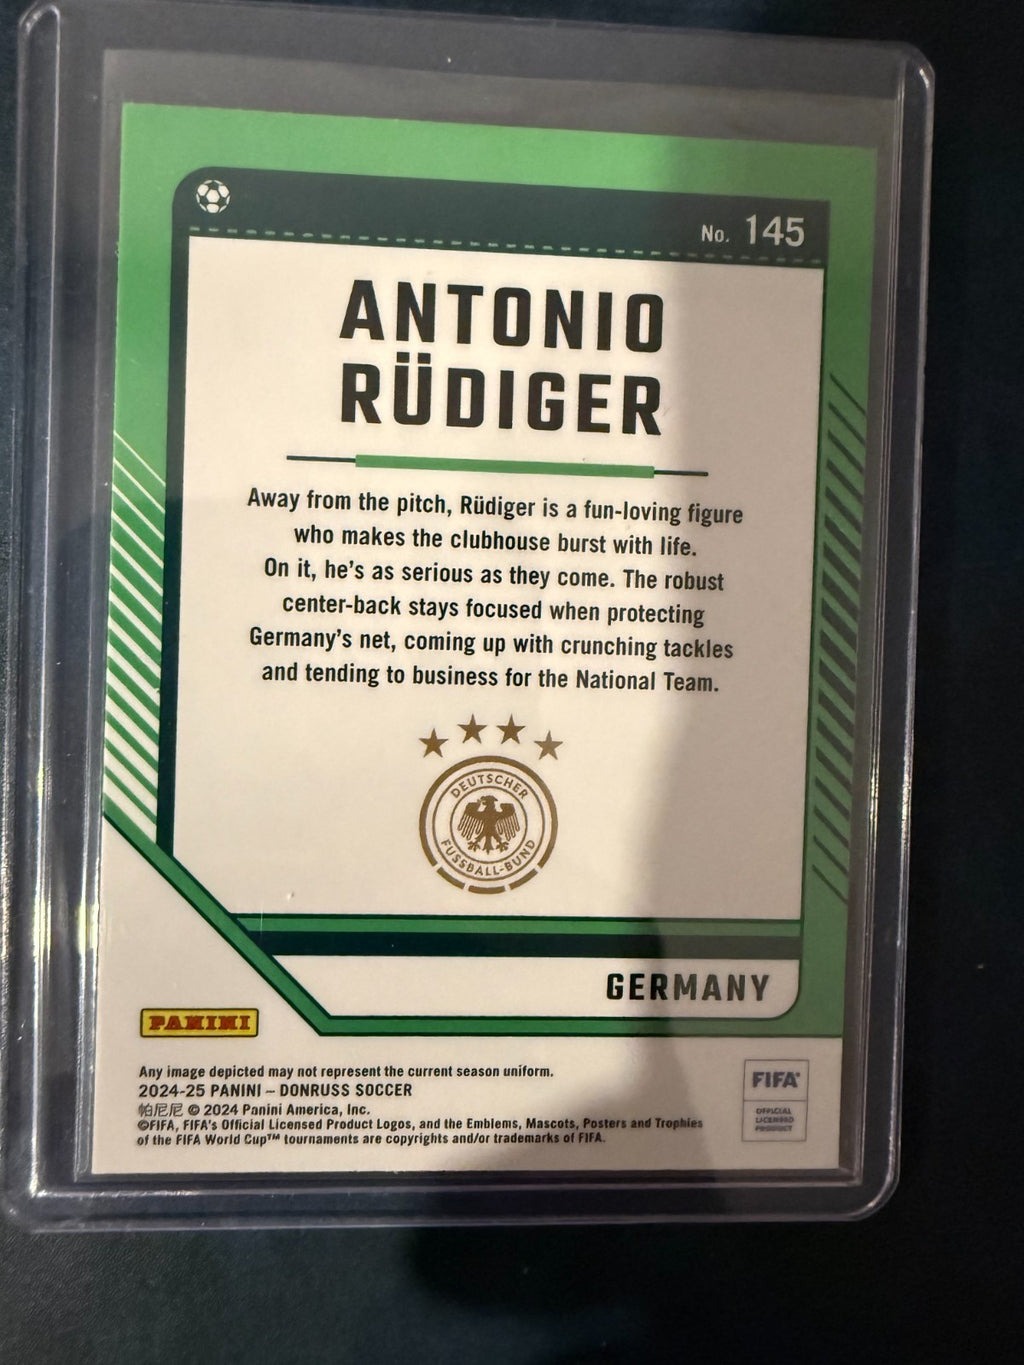 No. 145
ANTONIO
RÜDIGER
Away from the pitch, Rüdiger is a fun-loving figure
who makes the clubhouse burst with life.
On it, he's as serious as they come. The robust
center-back stays focused when protecting
Germany's net, coming up with crunching tackles
and tending to business for the National Team.
DEUTSCHER
FUSSBALL-BUND
GERMANY
PANINI
Any image depicted may not represent the current season uniform.
2024-25 PANINI – DONRUSS SOCCER
帕尼尼 © 2024 Panini America, Inc.
©FIFA, FIFA's Official Licensed Product Logos, and the Emblems, Mascots, Posters and Trophies
of the FIFA World Cup™ tournaments are copyrights and/or trademarks of FIFA.
FIFA®
OFFICIAL
LICENSED
PRODUCT